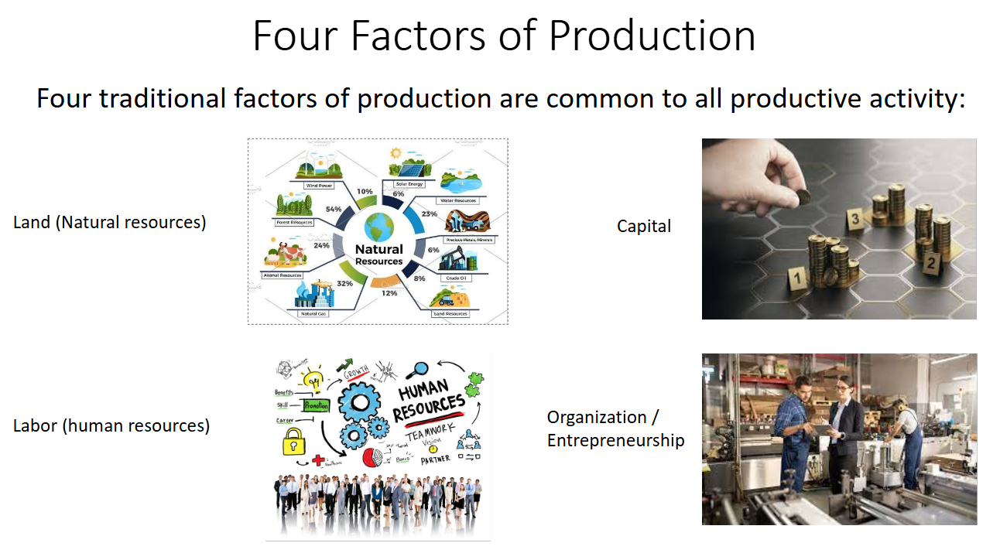 Four Factors of Production
Four traditional factors of production are common to all productive activity:
Land (Natural resources)
Wind Power
Solar Energy
Water Resources
Precious Metals, Minerals
Crude Oil
Land Resources
Natural Gas
Animal Resources
Forest Resources
10%
6%
23%
6%
8%
12%
32%
24%
54%
Natural
Resources
Capital
1
2
3
Labor (human resources)
GROWTH
Benefits
Skill
Promotion
Career
HUMAN
RESOURCES
TEAMWORK
Vision
PARTNER
Healthcare
Organization /
Entrepreneurship